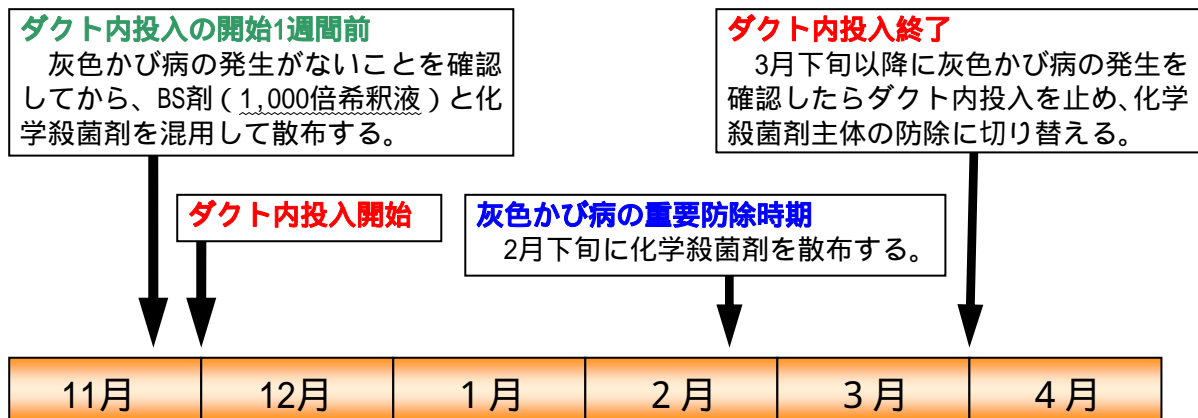 ダクト内投入の開始1週間前
灰色かび病の発生がないことを確認
してから、BS剤（1,000倍希釈液）と化
学殺菌剤を混用して散布する。
ダクト内投入終了
3月下旬以降に灰色かび病の発生を
確認したらダクト内投入を止め、化学
殺菌剤主体の防除に切り替える。
ダクト内投入開始
灰色かび病の重要防除時期
2月下旬に化学殺菌剤を散布する。
11月 12月 1月 2月 3月 4月